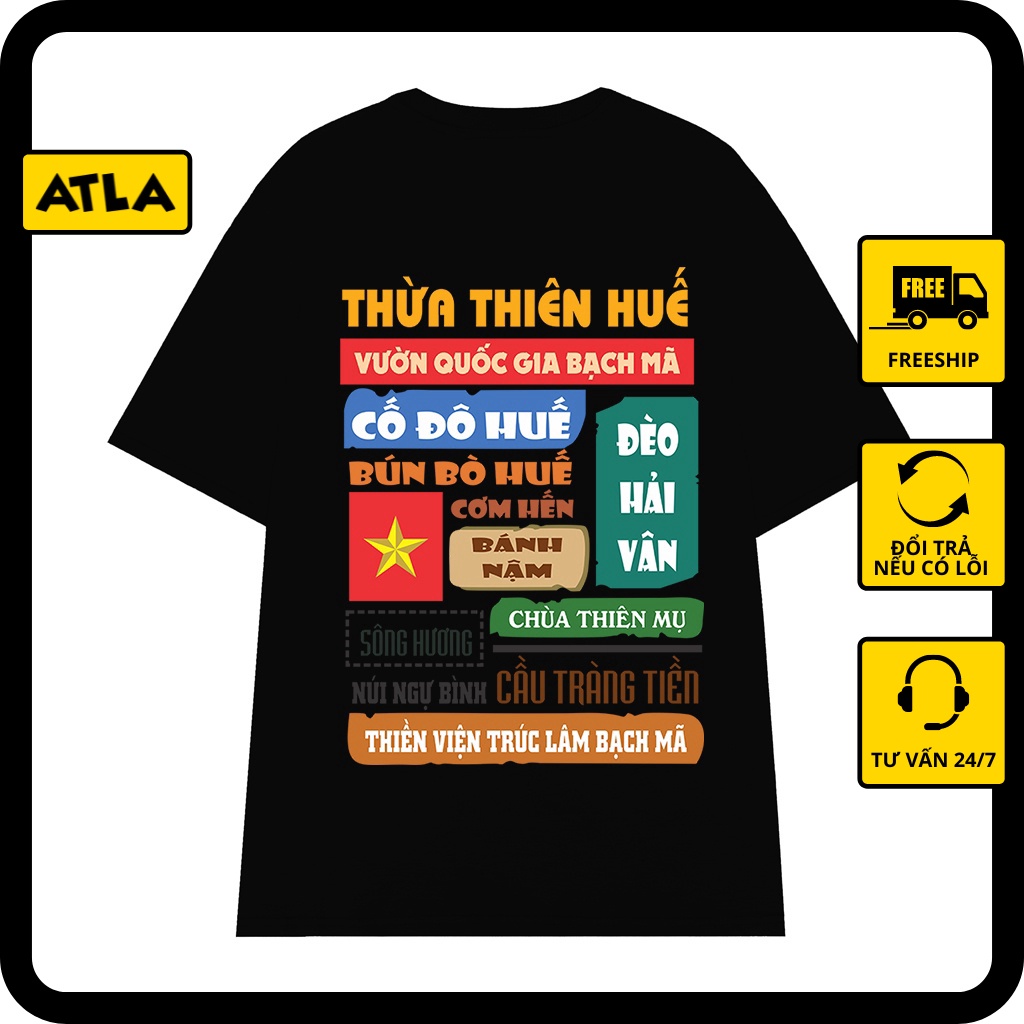 ATLA
THỪA THIÊN HUẾ
VƯỜN QUỐC GIA BẠCH MÃ
CỐ ĐÔ HUẾ
ĐÈO
HẢI
VÂN
BÚN BÒ HUẾ
CƠM HẾN
BÁNH
NẬM
CHÙA THIÊN MỤ
SÔNG HƯƠNG
NÚI NGỰ BÌNH
CẦU TRÀNG TIỀN
THIỀN VIỆN TRÚC LÂM BẠCH MÃ
FREE
FREESHIP
ĐỔI TRẢ
NẾU CÓ LỖI
TƯ VẤN 24/7